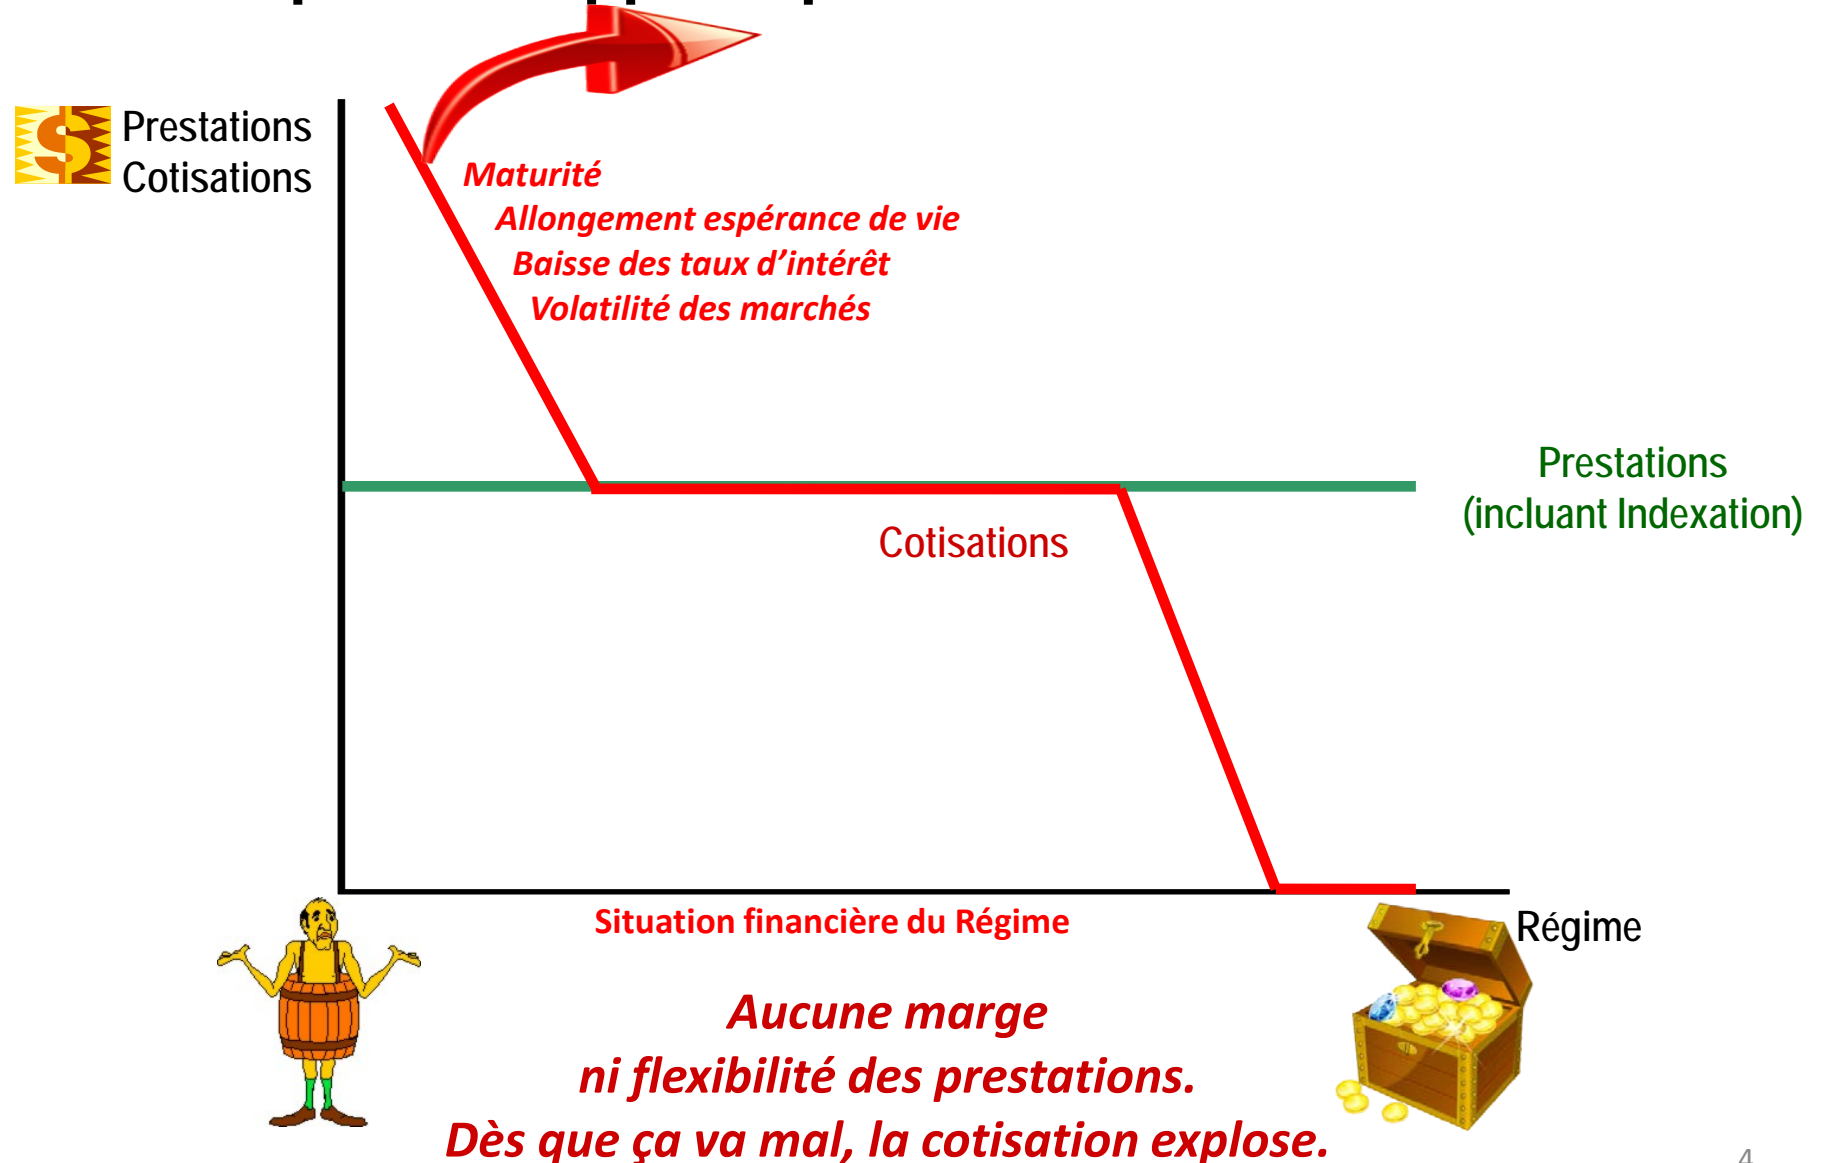 Prestations
Cotisations
Maturité
Allongement espérance de vie
Baisse des taux d’intérêt
Volatilité des marchés
Prestations
(incluant Indexation)
Cotisations
Situation financière du Régime
Régime
Aucune marge
ni flexibilité des prestations.
Dès que ça va mal, la cotisation explose.
4